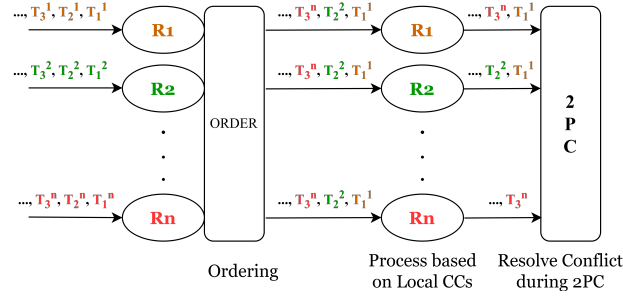 ..., T₃¹, T₂¹, T₁¹ R1 ..., T₃ⁿ, T₂², T₁¹ R1 ..., T₃ⁿ, T₁¹
..., T₃², T₂², T₁² R2 ..., T₃ⁿ, T₂², T₁¹ R2 ..., T₂², T₁¹
ORDER
2
P
C
..., T₃ⁿ, T₂ⁿ, T₁ⁿ Rn ..., T₃ⁿ, T₂², T₁¹ Rn ..., T₃ⁿ
Ordering
Process based
on Local CCs
Resolve Conflict
during 2PC